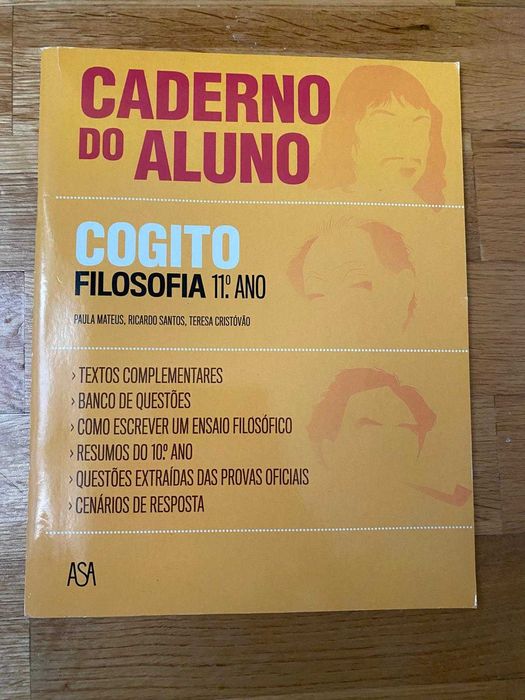 CADERNO
DO ALUNO
COGITO
FILOSOFIA 11.º ANO
PAULA MATEUS, RICARDO SANTOS, TERESA CRISTÓVÃO
› TEXTOS COMPLEMENTARES
› BANCO DE QUESTÕES
› COMO ESCREVER UM ENSAIO FILOSÓFICO
› RESUMOS DO 10.º ANO
› QUESTÕES EXTRAÍDAS DAS PROVAS OFICIAIS
› CENÁRIOS DE RESPOSTA
ASA